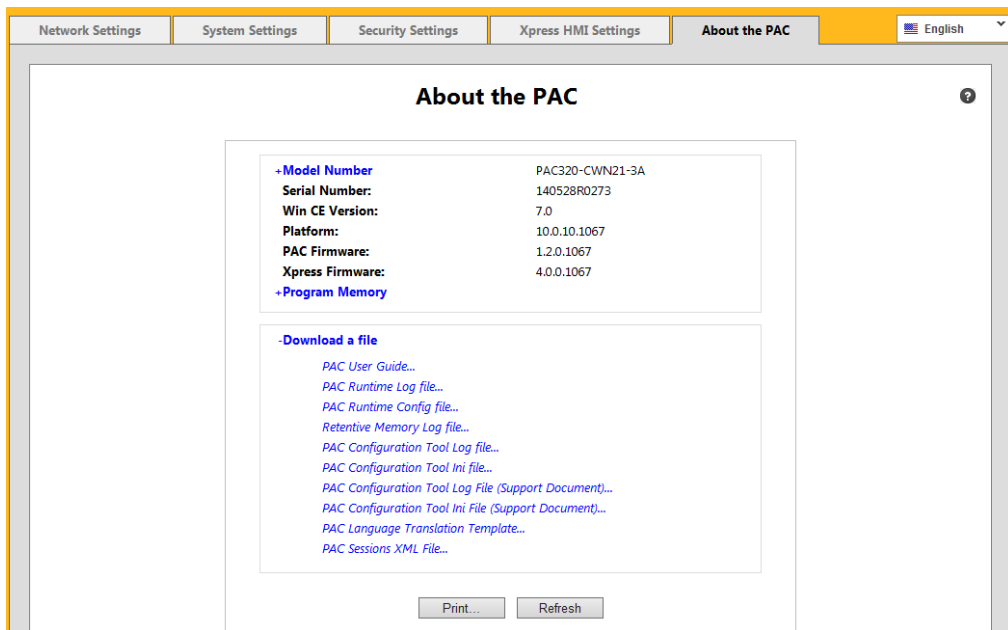 Network Settings System Settings Security Settings Xpress HMI Settings About the PAC English
About the PAC
?
+Model Number PAC320-CWN21-3A
Serial Number: 140528R0273
Win CE Version: 7.0
Platform: 10.0.10.1067
PAC Firmware: 1.2.0.1067
Xpress Firmware: 4.0.0.1067
+Program Memory
-Download a file
PAC User Guide...
PAC Runtime Log file...
PAC Runtime Config file...
Retentive Memory Log file...
PAC Configuration Tool Log file...
PAC Configuration Tool Ini file...
PAC Configuration Tool Log File (Support Document)...
PAC Configuration Tool Ini File (Support Document)...
PAC Language Translation Template...
PAC Sessions XML File...
Print... Refresh